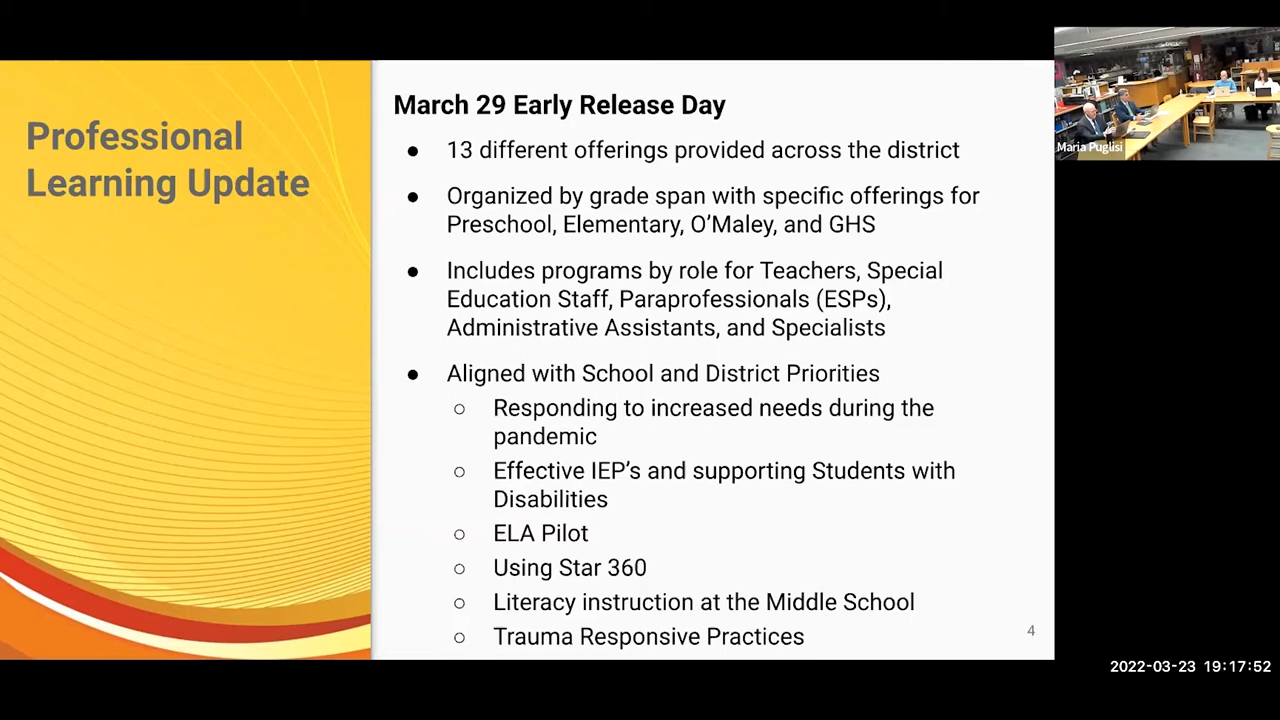 Professional
Learning Update
March 29 Early Release Day
● 13 different offerings provided across the district
● Organized by grade span with specific offerings for
Preschool, Elementary, O’Maley, and GHS
● Includes programs by role for Teachers, Special
Education Staff, Paraprofessionals (ESPs),
Administrative Assistants, and Specialists
● Aligned with School and District Priorities
○ Responding to increased needs during the
pandemic
○ Effective IEP’s and supporting Students with
Disabilities
○ ELA Pilot
○ Using Star 360
○ Literacy instruction at the Middle School
○ Trauma Responsive Practices
4
Maria Puglisi
2022-03-23 19:17:52